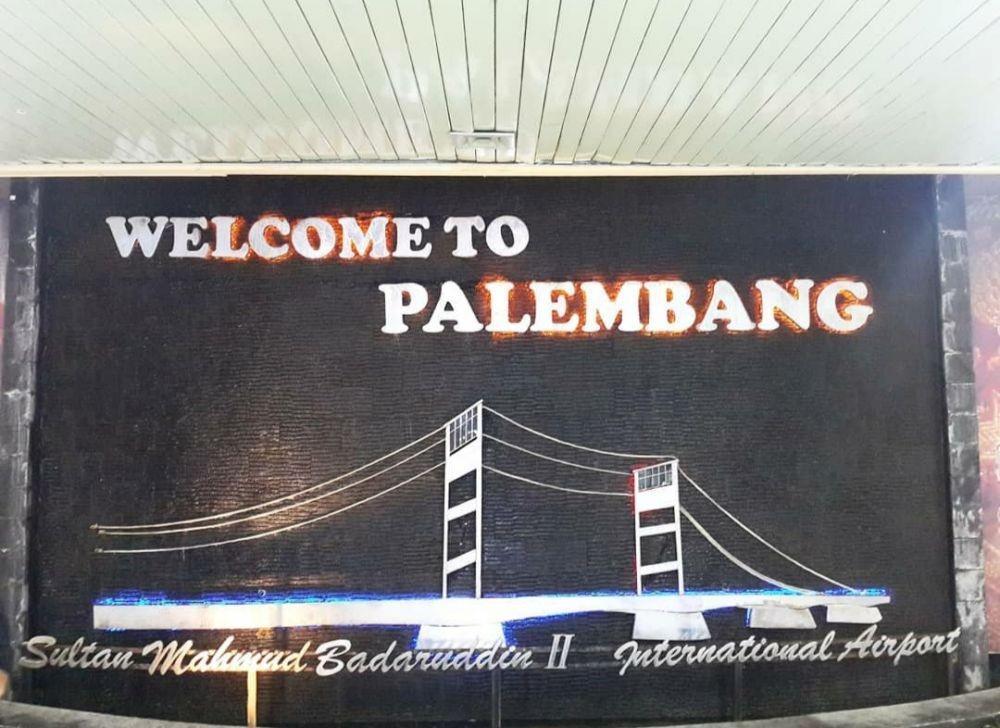 WELCOME TO
PALEMBANG
Sultan Mahmud Badaruddin II International Airport